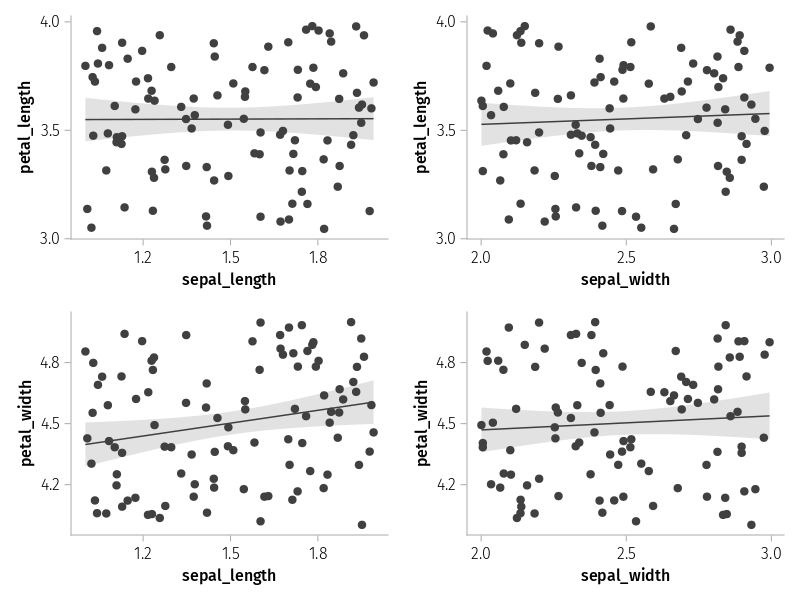 4.0
3.5
3.0
petal_length
1.2 1.5 1.8
sepal_length
4.0
3.5
3.0
petal_length
2.0 2.5 3.0
sepal_width
4.8
4.5
4.2
petal_width
1.2 1.5 1.8
sepal_length
4.8
4.5
4.2
petal_width
2.0 2.5 3.0
sepal_width